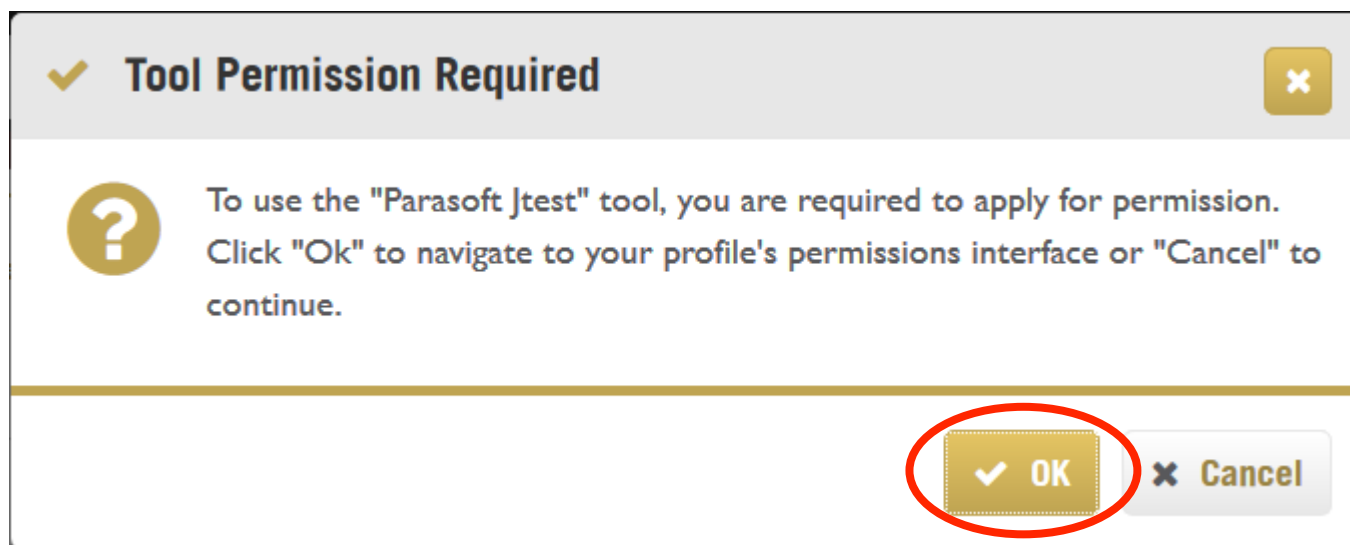 Tool Permission Required
To use the "Parasoft Jtest" tool, you are required to apply for permission.
Click "Ok" to navigate to your profile's permissions interface or "Cancel" to
continue.
OK
Cancel